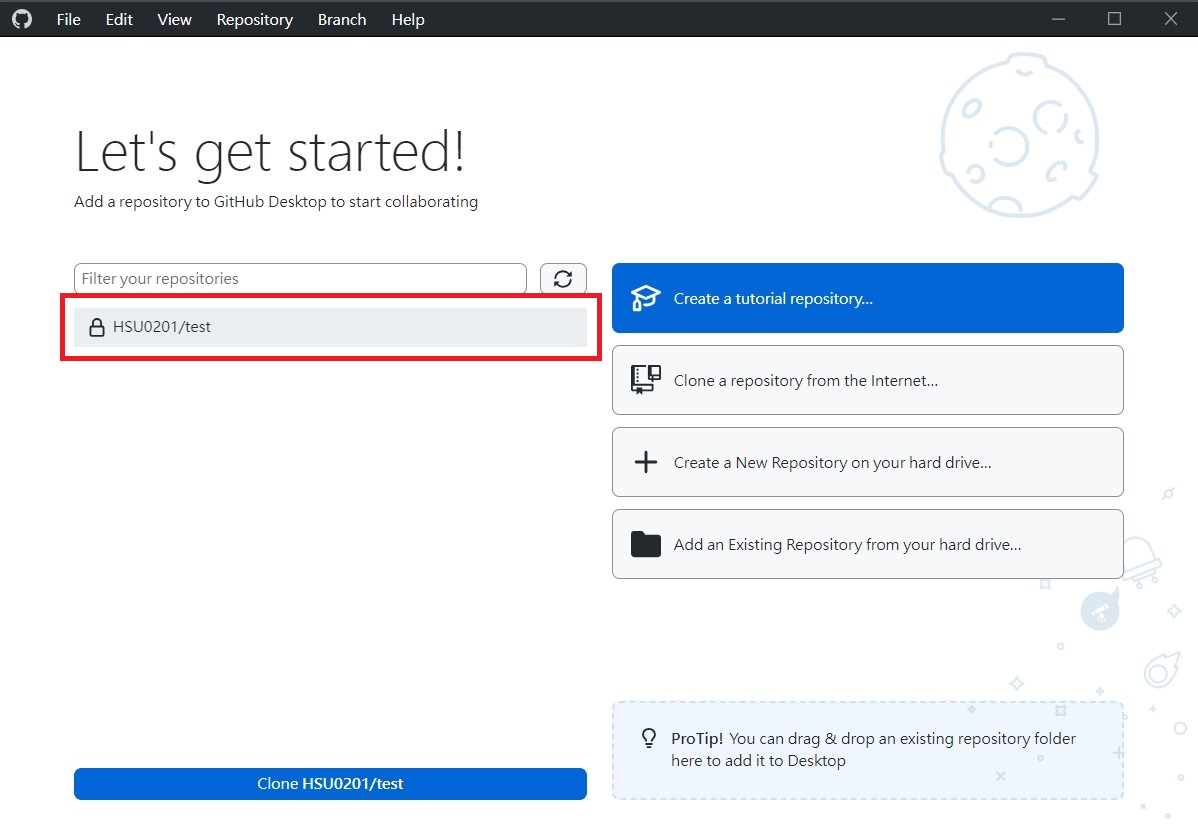 File Edit View Repository Branch Help
Let's get started!
Add a repository to GitHub Desktop to start collaborating
Filter your repositories
HSU0201/test
Clone HSU0201/test
Create a tutorial repository...
Clone a repository from the Internet...
Create a New Repository on your hard drive...
Add an Existing Repository from your hard drive...
ProTip! You can drag & drop an existing repository folder
here to add it to Desktop